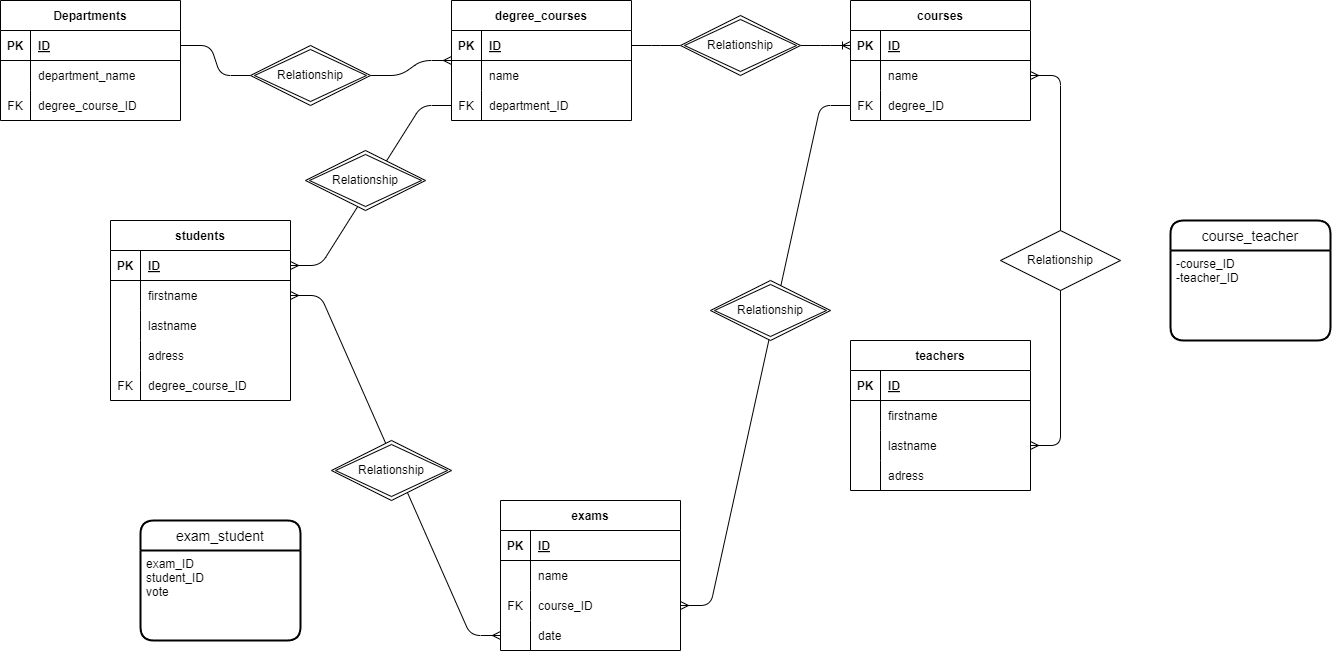 Departments
PK ID
department_name
FK degree_course_ID
Relationship
degree_courses
PK ID
name
FK department_ID
Relationship
courses
PK ID
name
FK degree_ID
Relationship
students
PK ID
firstname
lastname
adress
FK degree_course_ID
Relationship
Relationship
course_teacher
-course_ID
-teacher_ID
teachers
PK ID
firstname
lastname
adress
Relationship
exam_student
exam_ID
student_ID
vote
exams
PK ID
name
FK course_ID
date